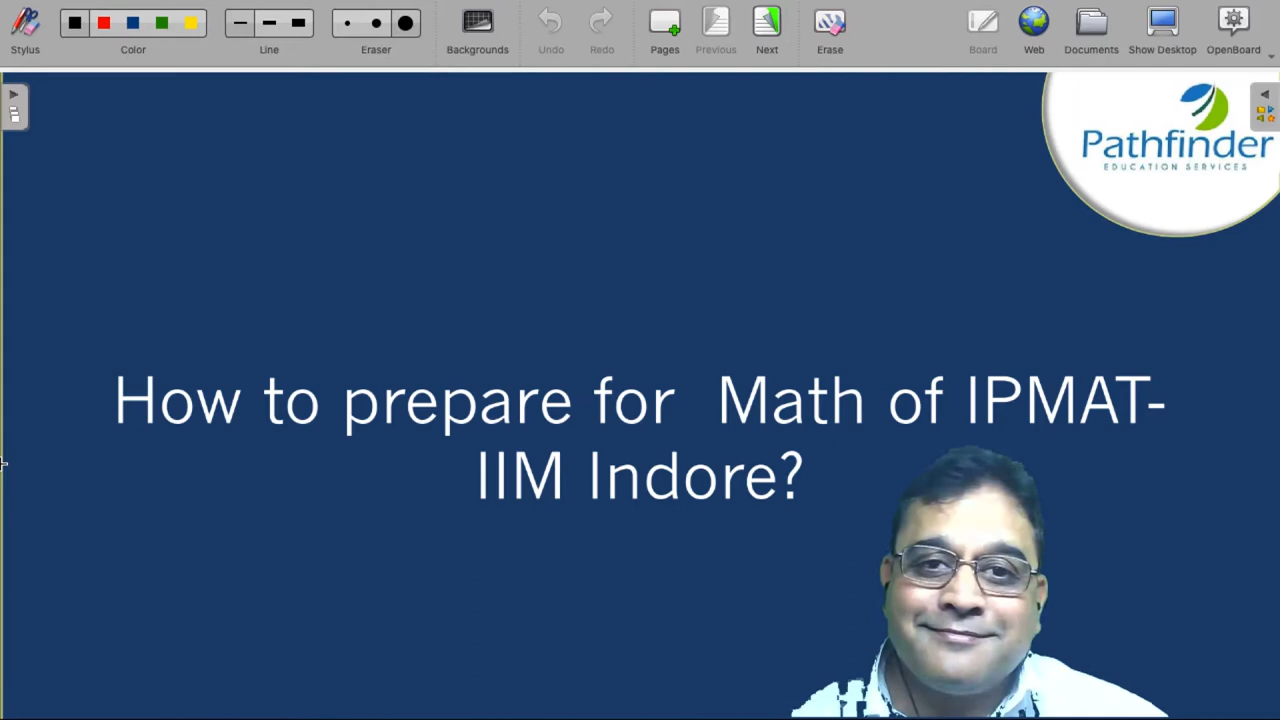 Stylus Color Line Eraser Backgrounds Undo Redo Pages Previous Next Erase Board Web Documents Show Desktop OpenBoard
Pathfinder
EDUCATION SERVICES
How to prepare for Math of IPMAT-
IIM Indore?